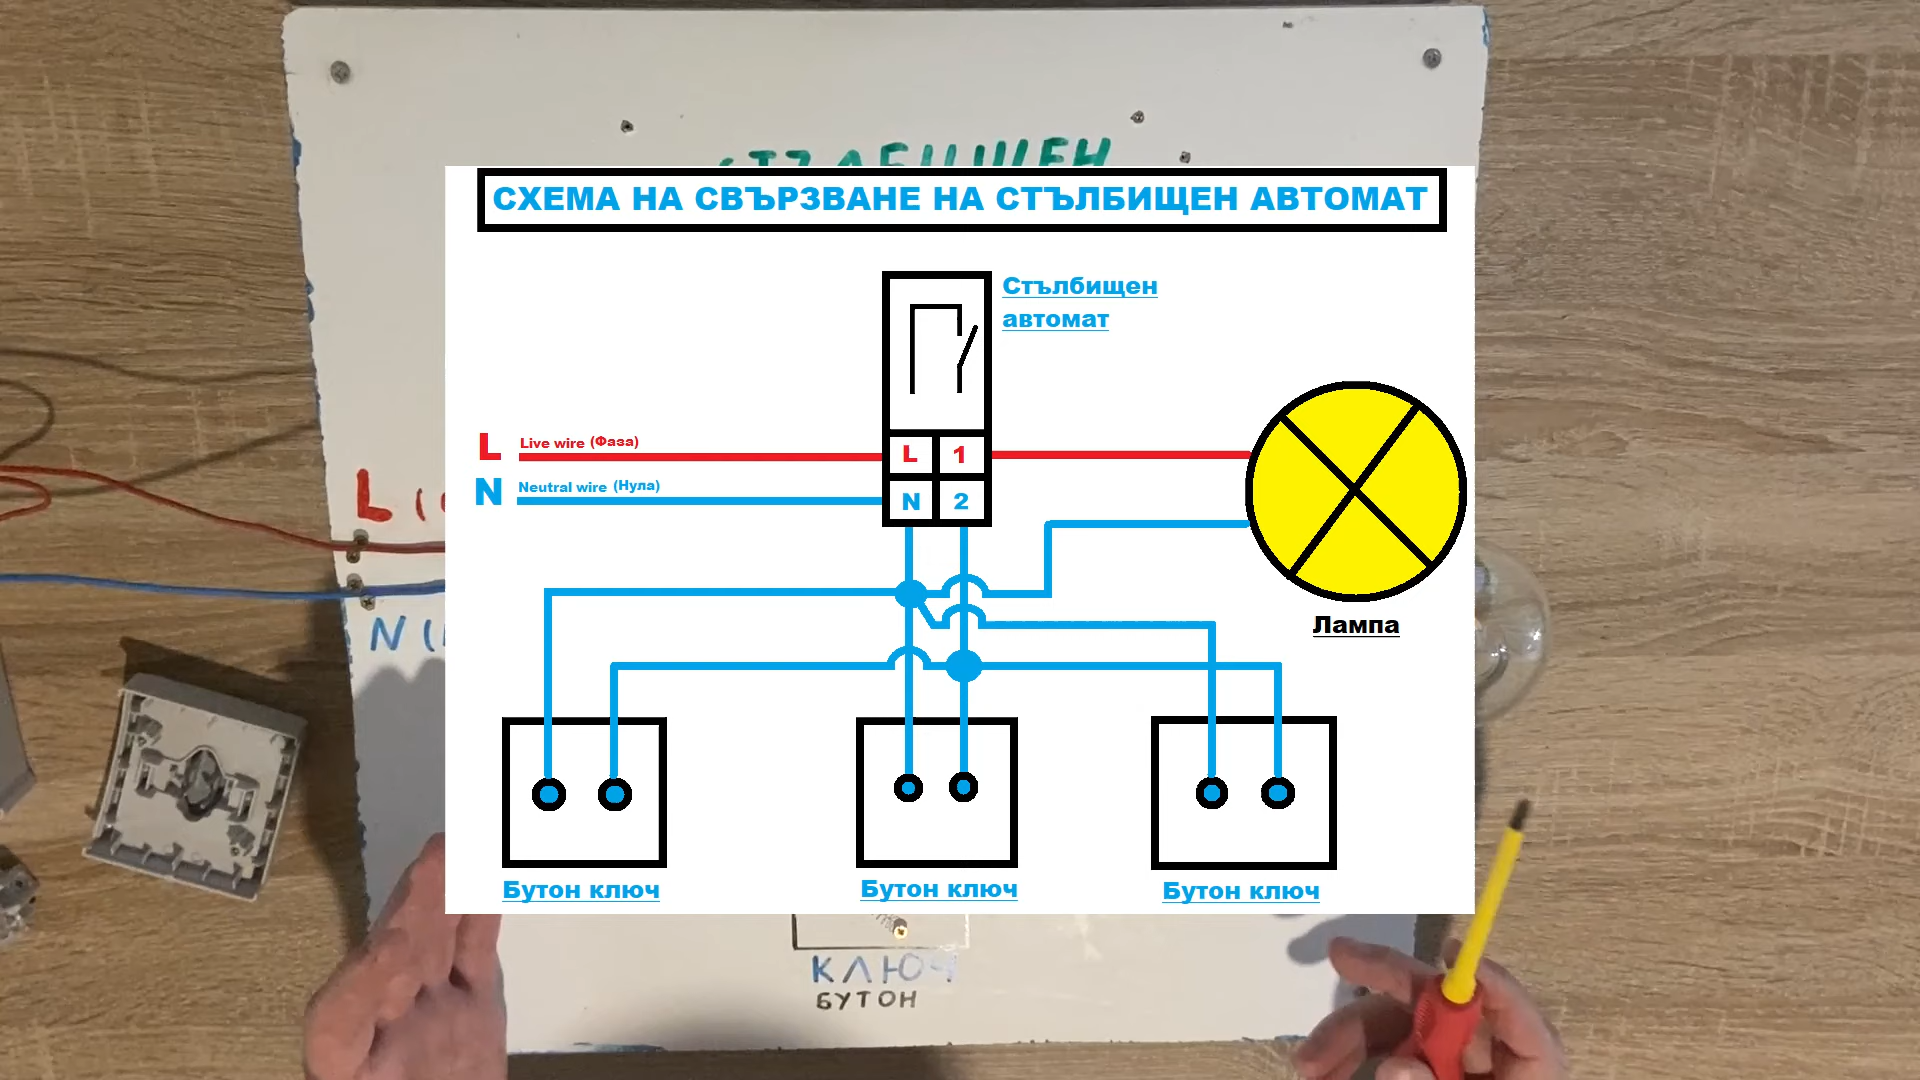 СТЪЛБИЩЕН
СХЕМА НА СВЪРЗВАНЕ НА СТЪЛБИЩЕН АВТОМАТ
Стълбищен
автомат
L Live wire (Фаза)
L 1
N Neutral wire (Нула)
N 2
L
N
Лампа
Бутон ключ Бутон ключ Бутон ключ
КЛЮЧ
БУТОН